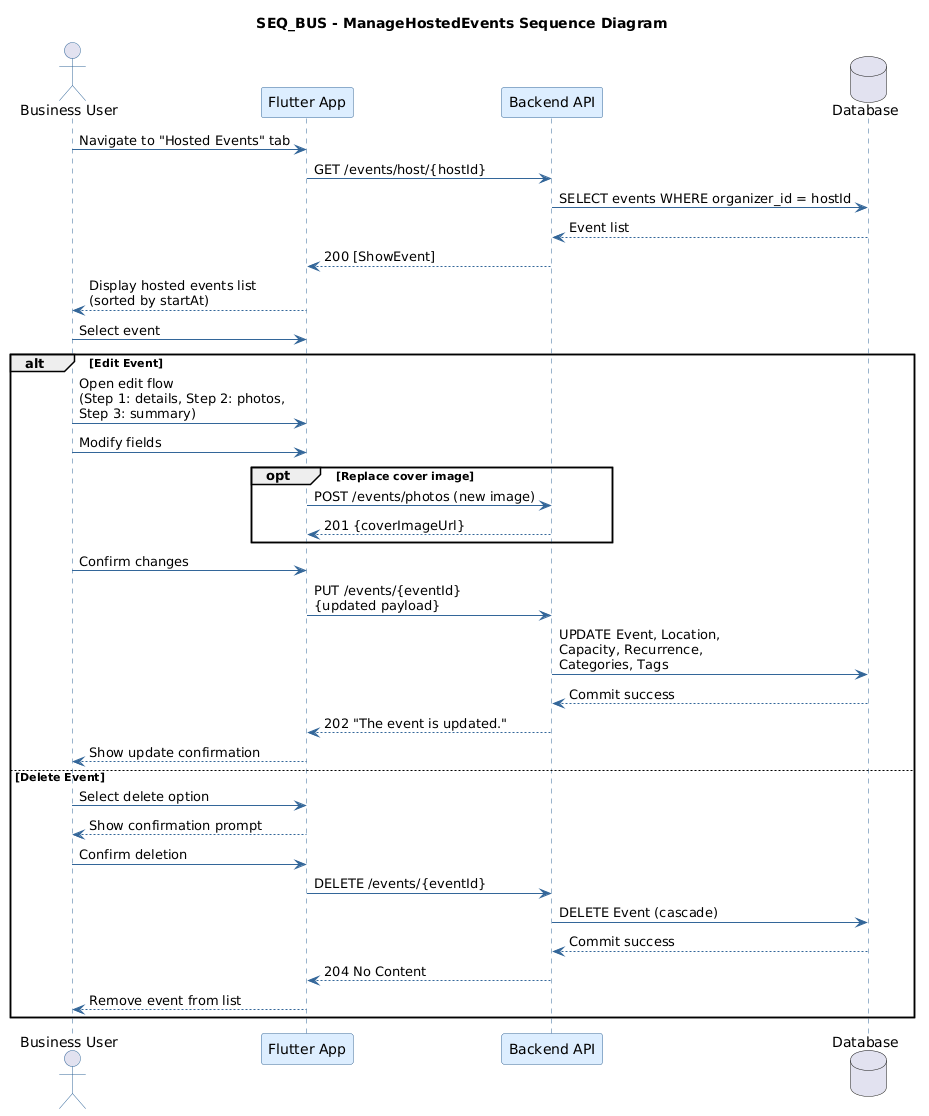 SEQ_BUS - ManageHostedEvents Sequence Diagram
Business User
Flutter App
Backend API
Database
Navigate to "Hosted Events" tab
GET /events/host/{hostId}
SELECT events WHERE organizer_id = hostId
Event list
200 [ShowEvent]
Display hosted events list
(sorted by startAt)
Select event
alt
[Edit Event]
Open edit flow
(Step 1: details, Step 2: photos,
Step 3: summary)
Modify fields
opt
[Replace cover image]
POST /events/photos (new image)
201 {coverImageUrl}
Confirm changes
PUT /events/{eventId}
{updated payload}
UPDATE Event, Location,
Capacity, Recurrence,
Categories, Tags
Commit success
202 "The event is updated."
Show update confirmation
[Delete Event]
Select delete option
Show confirmation prompt
Confirm deletion
DELETE /events/{eventId}
DELETE Event (cascade)
Commit success
204 No Content
Remove event from list
Business User
Flutter App
Backend API
Database